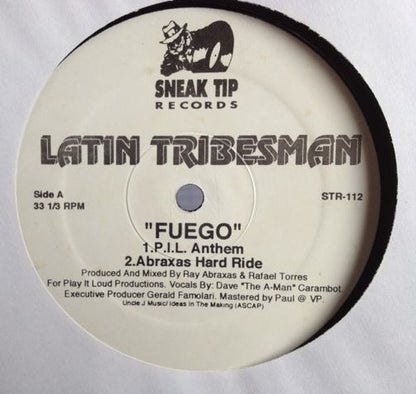 SNEAK TIP
RECORDS
LATIN TRIBESMAN
Side A
33 1/3 RPM
STR-112
"FUEGO"
1.P.I.L. Anthem
2.Abraxas Hard Ride
Produced And Mixed By Ray Abraxas & Rafael Torres
For Play It Loud Productions. Vocals By: Dave "The A-Man" Carambot
Executive Producer Gerald Famolari. Mastered by Paul @ VP.
Uncle J Music/ Ideas In The Making (ASCAP)